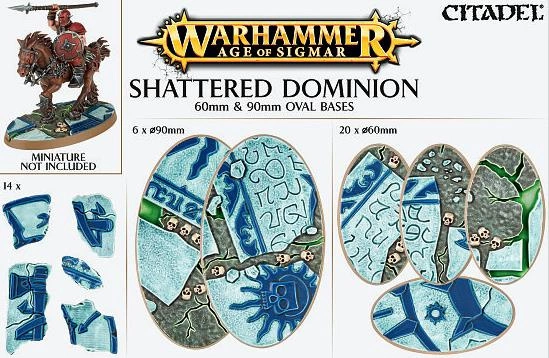 WARHAMMER
AGE OF SIGMAR
CITADEL
SHATTERED DOMINION
60mm & 90mm OVAL BASES
MINIATURE
NOT INCLUDED
14 x
6 x ø90mm
20 x ø60mm